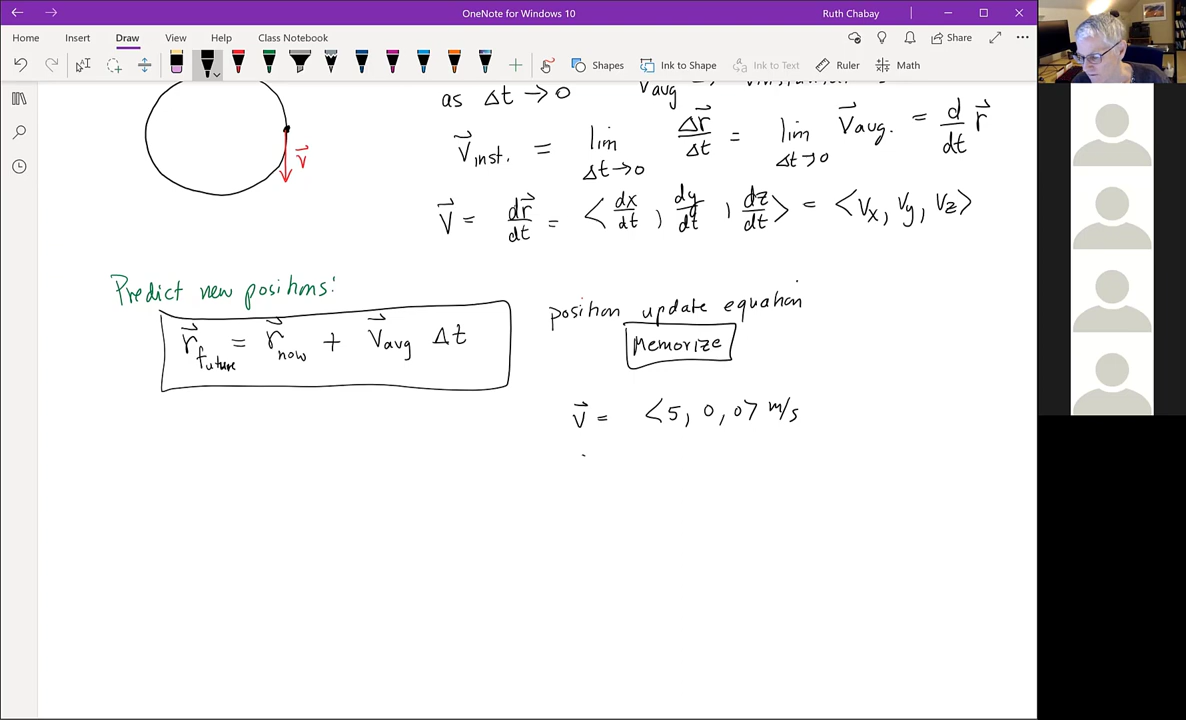 OneNote for Windows 10
Ruth Chabay
Home Insert Draw View Help Class Notebook
Share
Shapes Ink to Shape Ink to Text Ruler Math
as Δt → 0
v⃗avg →
v⃗inst. = lim Δt→0 Δr⃗/Δt = lim Δt→0 v⃗avg. = d/dt r⃗
v⃗
v⃗ = dr⃗/dt = <dx/dt, dy/dt, dz/dt> = <vx, vy, vz>
Predict new positions:
position update equation
r⃗future = r⃗now + v⃗avg Δt
Memorize
v⃗ = <5, 0, 0> m/s